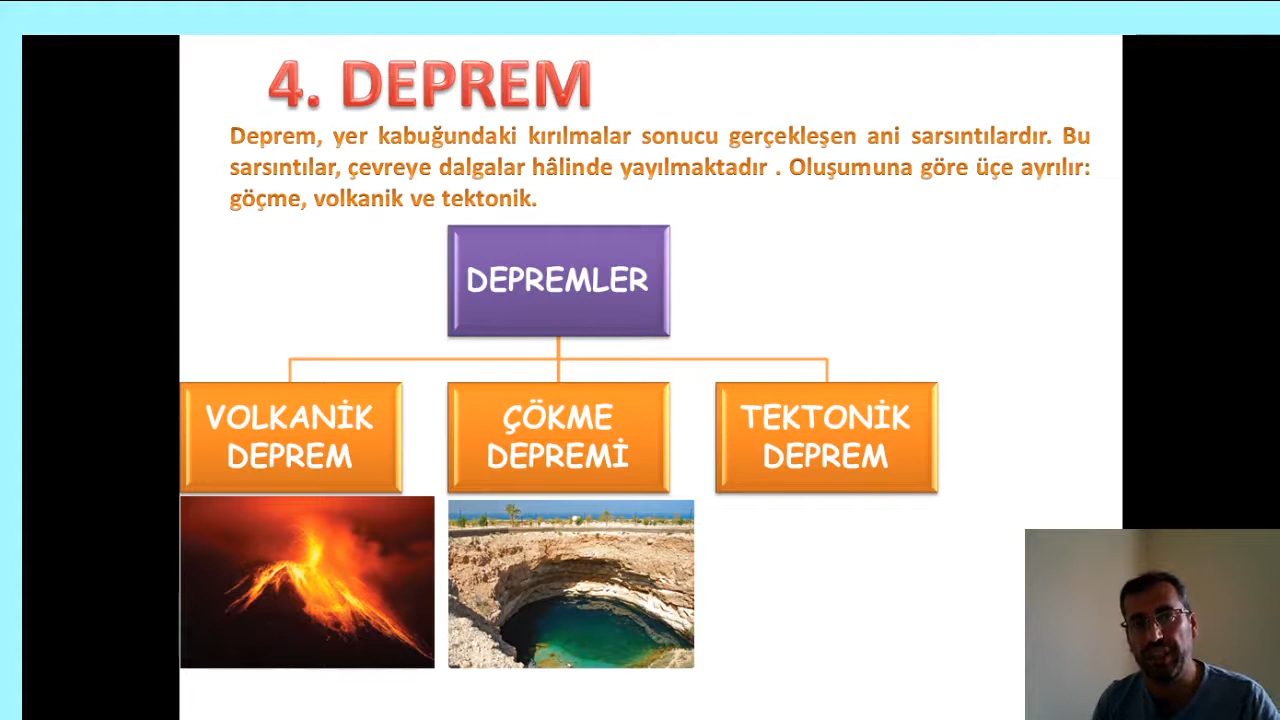 4. DEPREM
Deprem, yer kabuğundaki kırılmalar sonucu gerçekleşen ani sarsıntılardır. Bu
sarsıntılar, çevreye dalgalar hâlinde yayılmaktadır . Oluşumuna göre üçe ayrılır:
göçme, volkanik ve tektonik.
DEPREMLER
VOLKANİK
DEPREM
ÇÖKME
DEPREMİ
TEKTONİK
DEPREM